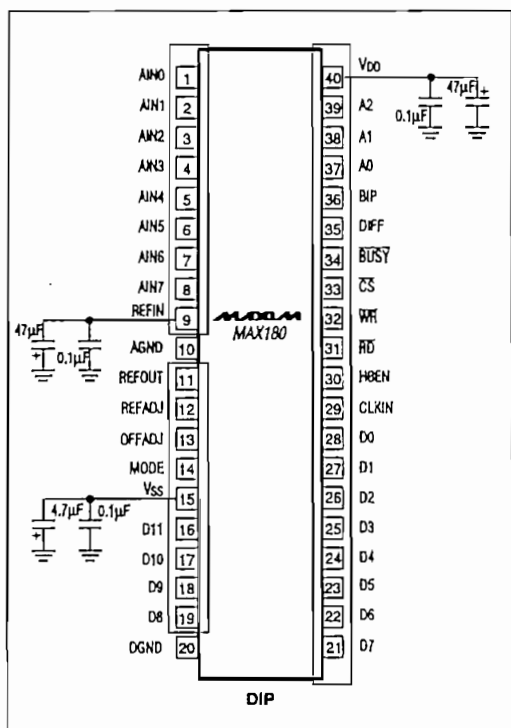 AIN0 1
AIN1 2
AIN2 3
AIN3 4
AIN4 5
AIN5 6
AIN6 7
AIN7 8
REFIN 9
47µF
0.1µF
AGND 10
REFOUT 11
REFADJ 12
OFFADJ 13
MODE 14
VSS 15
4.7µF 0.1µF
D11 16
D10 17
D9 18
D8 19
DGND 20
MAXIM
MAX180
40 VDD
47µF
0.1µF
39 A2
38 A1
37 A0
36 BIP
35 DIFF
34 BUSY
33 CS
32 WR
31 RD
30 HBEN
29 CLKIN
28 D0
27 D1
26 D2
25 D3
24 D4
23 D5
22 D6
21 D7
DIP